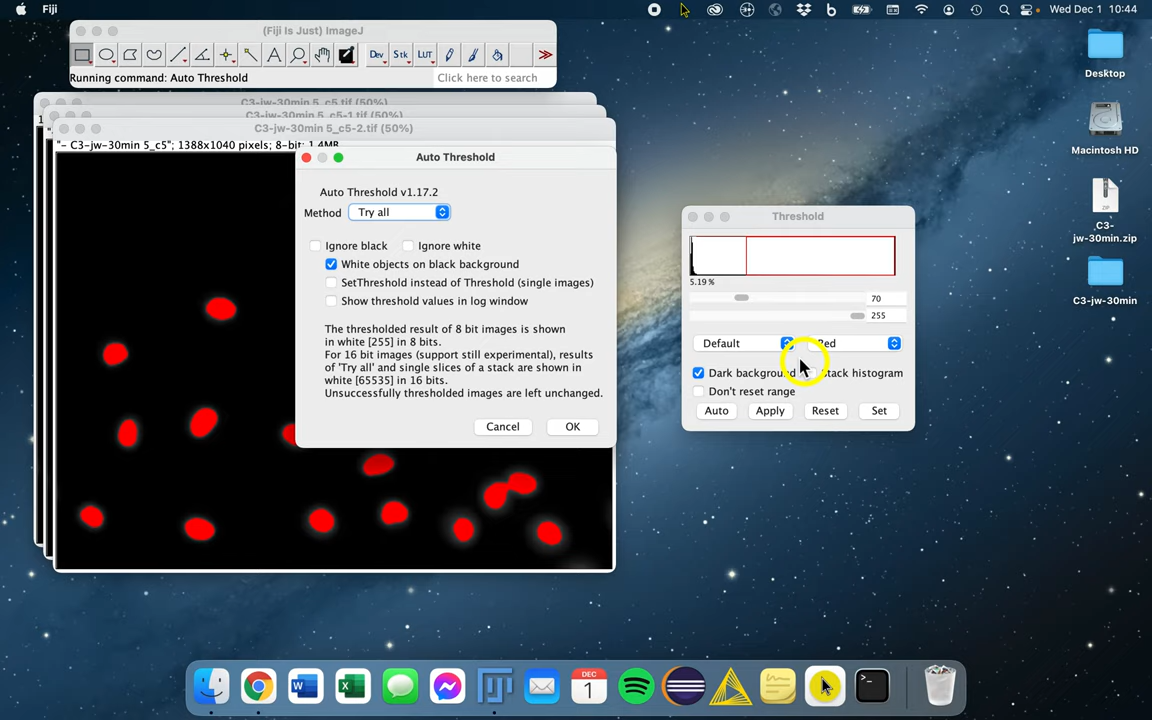 Fiji
Wed Dec 1 10:44
(Fiji Is Just) ImageJ
Dev Stk LUT
Running command: Auto Threshold
Click here to search
C3-jw-30min 5_c5.tif (50%)
C3-jw-30min 5_c5-1.tif (50%)
C3-jw-30min 5_c5-2.tif (50%)
"- C3-jw-30min 5_c5"; 1388x1040 pixels; 8-bit; 1.4MB
Auto Threshold
Auto Threshold v1.17.2
Method Try all
Ignore black Ignore white
White objects on black background
SetThreshold instead of Threshold (single images)
Show threshold values in log window
The thresholded result of 8 bit images is shown
in white [255] in 8 bits.
For 16 bit images (support still experimental), results
of 'Try all' and single slices of a stack are shown in
white [65535] in 16 bits.
Unsuccessfully thresholded images are left unchanged.
Cancel OK
Threshold
5.19 %
70
255
Default Red
Dark background Stack histogram
Don't reset range
Auto Apply Reset Set
Desktop
Macintosh HD
ZIP
C3-
jw-30min.zip
C3-jw-30min
DEC
1